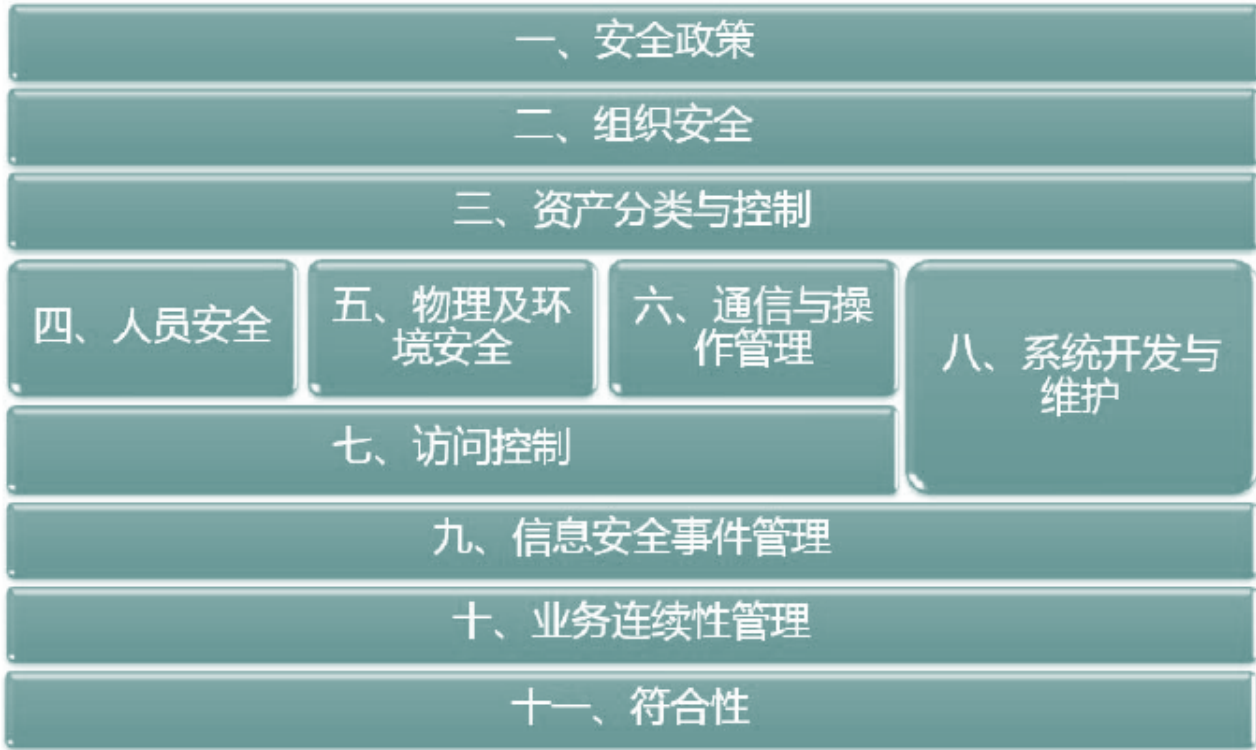 一、安全政策
二、组织安全
三、资产分类与控制
四、人员安全
五、物理及环
境安全
六、通信与操
作管理
八、系统开发与
维护
七、访问控制
九、信息安全事件管理
十、业务连续性管理
十一、符合性